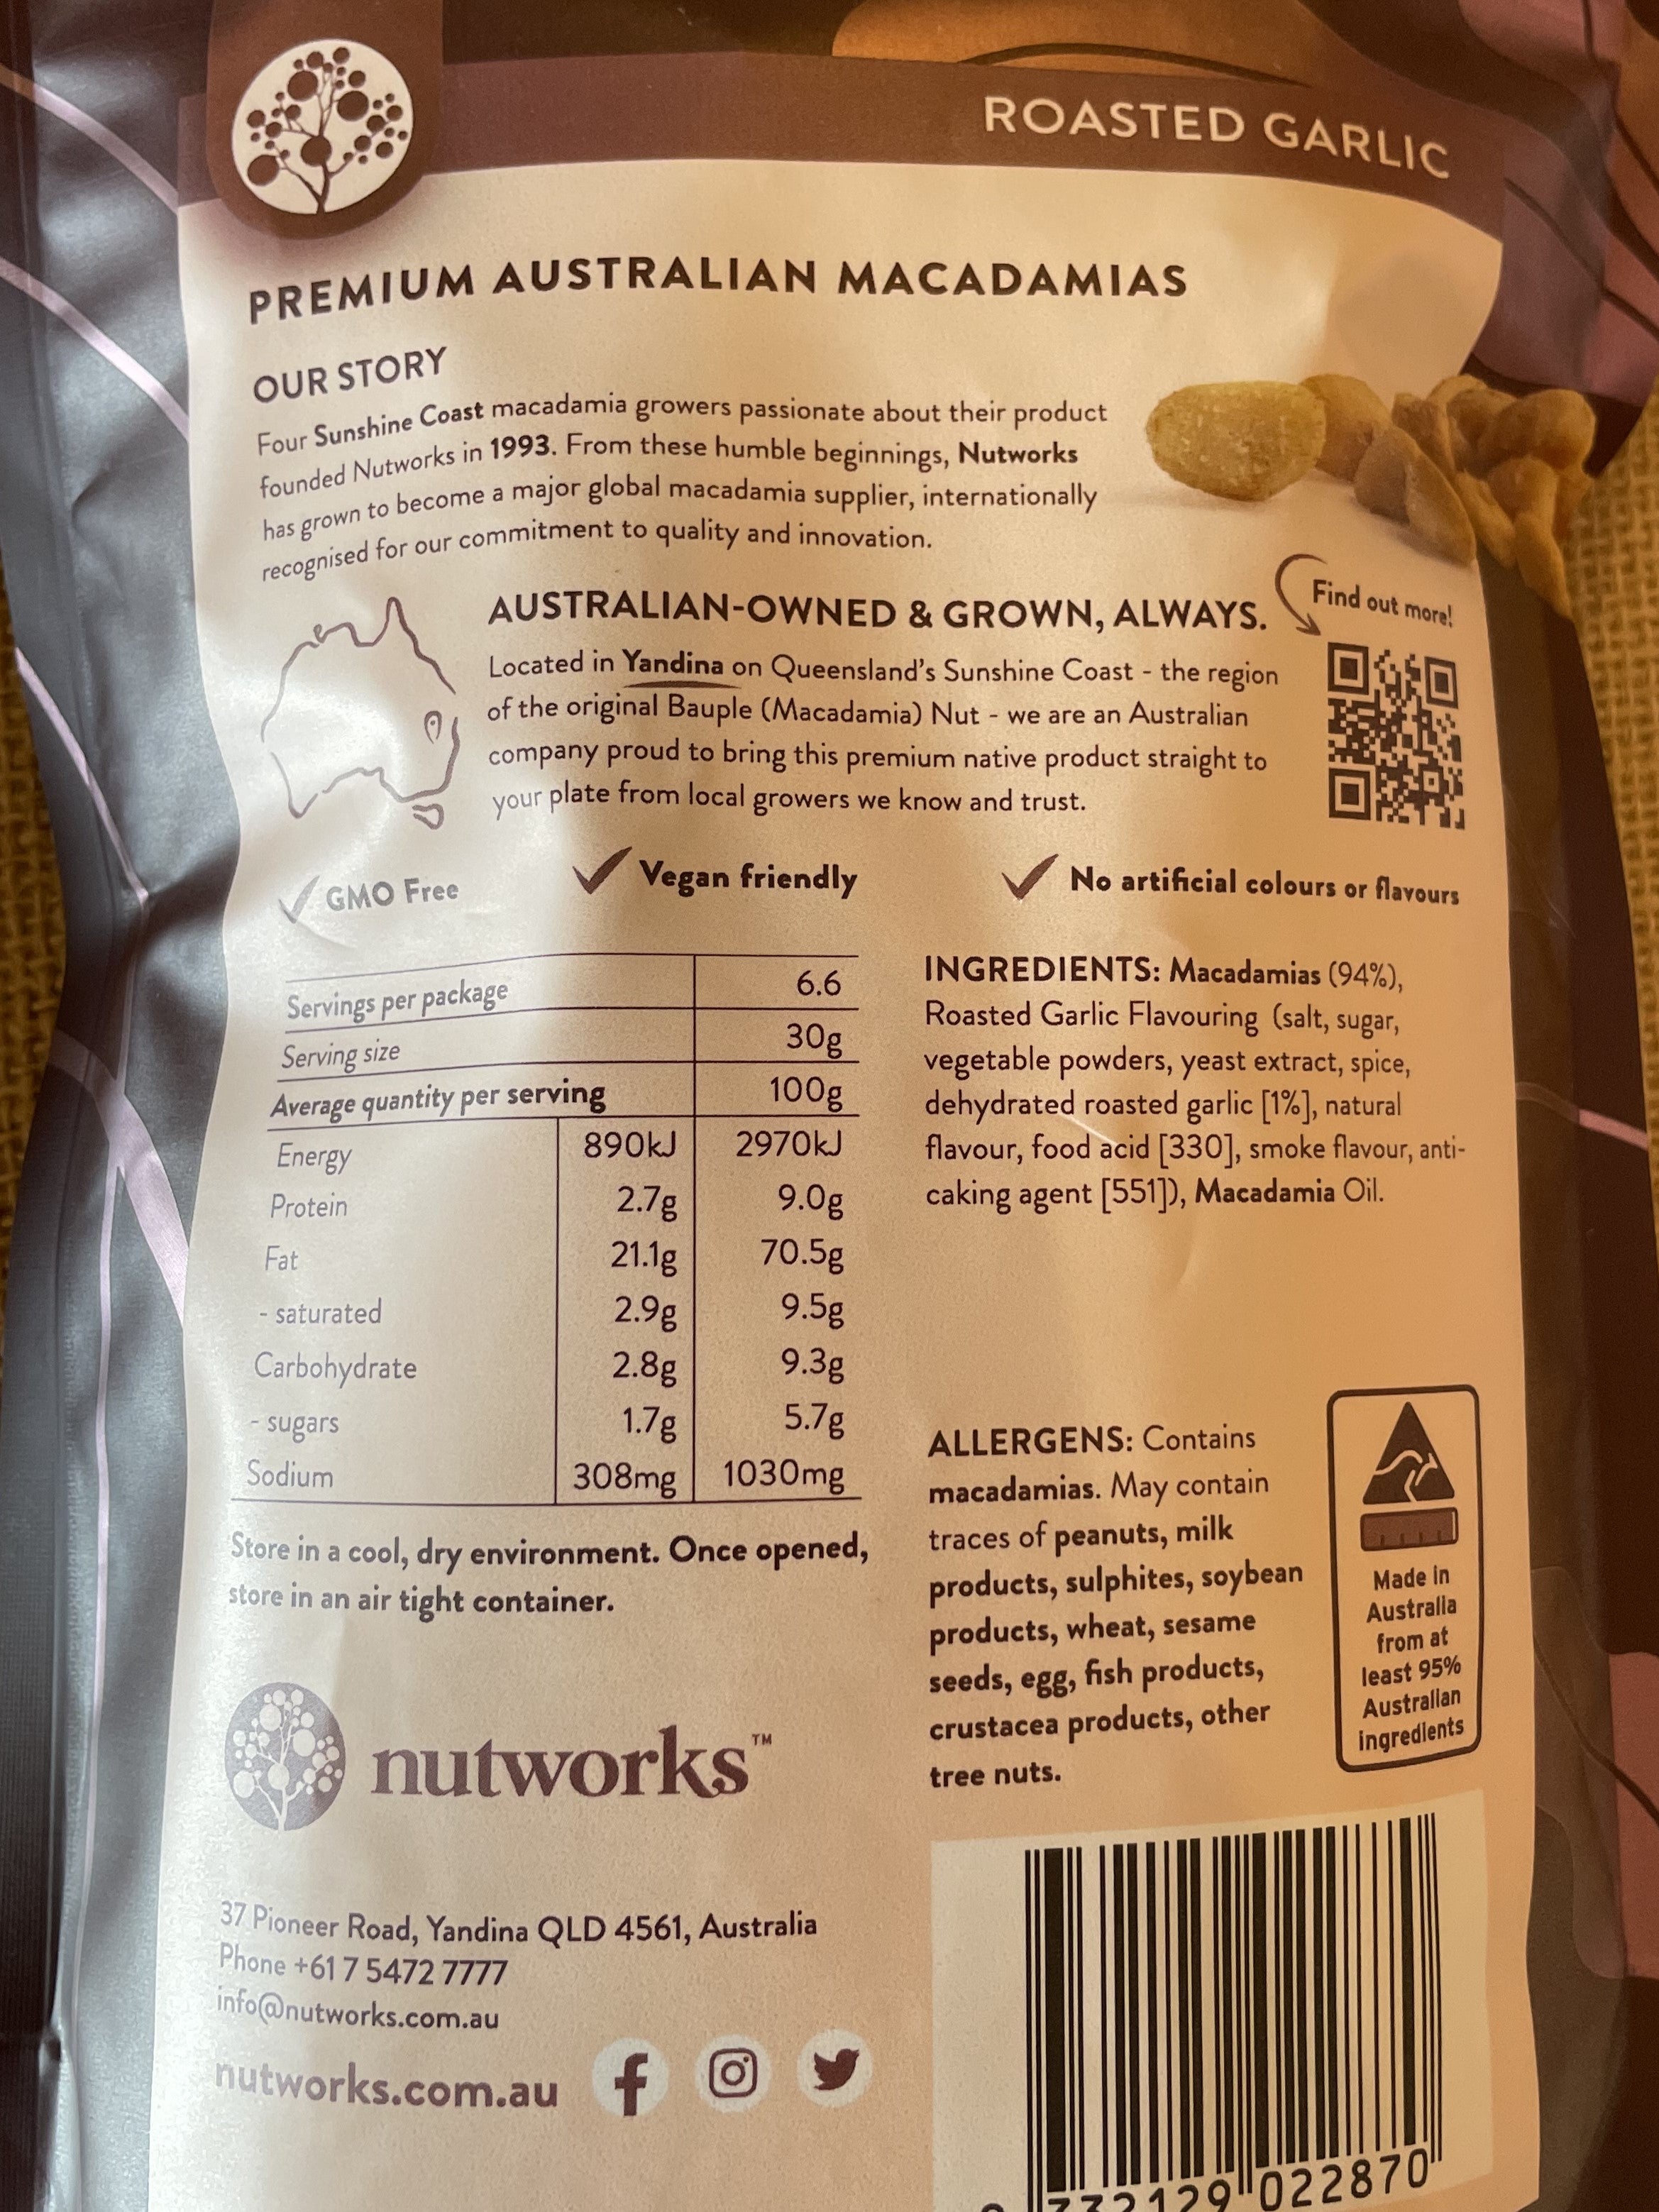 ROASTED GARLIC
PREMIUM AUSTRALIAN MACADAMIAS
OUR STORY
Four Sunshine Coast macadamia growers passionate about their product
founded Nutworks in 1993. From these humble beginnings, Nutworks
has grown to become a major global macadamia supplier, internationally
recognised for our commitment to quality and innovation.
AUSTRALIAN-OWNED & GROWN, ALWAYS.
Find out more!
Located in Yandina on Queensland's Sunshine Coast - the region
of the original Bauple (Macadamia) Nut - we are an Australian
company proud to bring this premium native product straight to
your plate from local growers we know and trust.
GMO Free
Vegan friendly
No artificial colours or flavours
Servings per package 6.6
Serving size 30g
Average quantity per serving 100g
Energy 890kJ 2970kJ
Protein 2.7g 9.0g
Fat 21.1g 70.5g
- saturated 2.9g 9.5g
Carbohydrate 2.8g 9.3g
- sugars 1.7g 5.7g
Sodium 308mg 1030mg
Store in a cool, dry environment. Once opened,
store in an air tight container.
INGREDIENTS: Macadamias (94%),
Roasted Garlic Flavouring (salt, sugar,
vegetable powders, yeast extract, spice,
dehydrated roasted garlic [1%], natural
flavour, food acid [330], smoke flavour, anti-
caking agent [551]), Macadamia Oil.
ALLERGENS: Contains
macadamias. May contain
traces of peanuts, milk
products, sulphites, soybean
products, wheat, sesame
seeds, egg, fish products,
crustacea products, other
tree nuts.
Made in
Australia
from at
least 95%
Australian
ingredients
nutworks™
37 Pioneer Road, Yandina QLD 4561, Australia
Phone +61 7 5472 7777
info@nutworks.com.au
nutworks.com.au
332129 022870